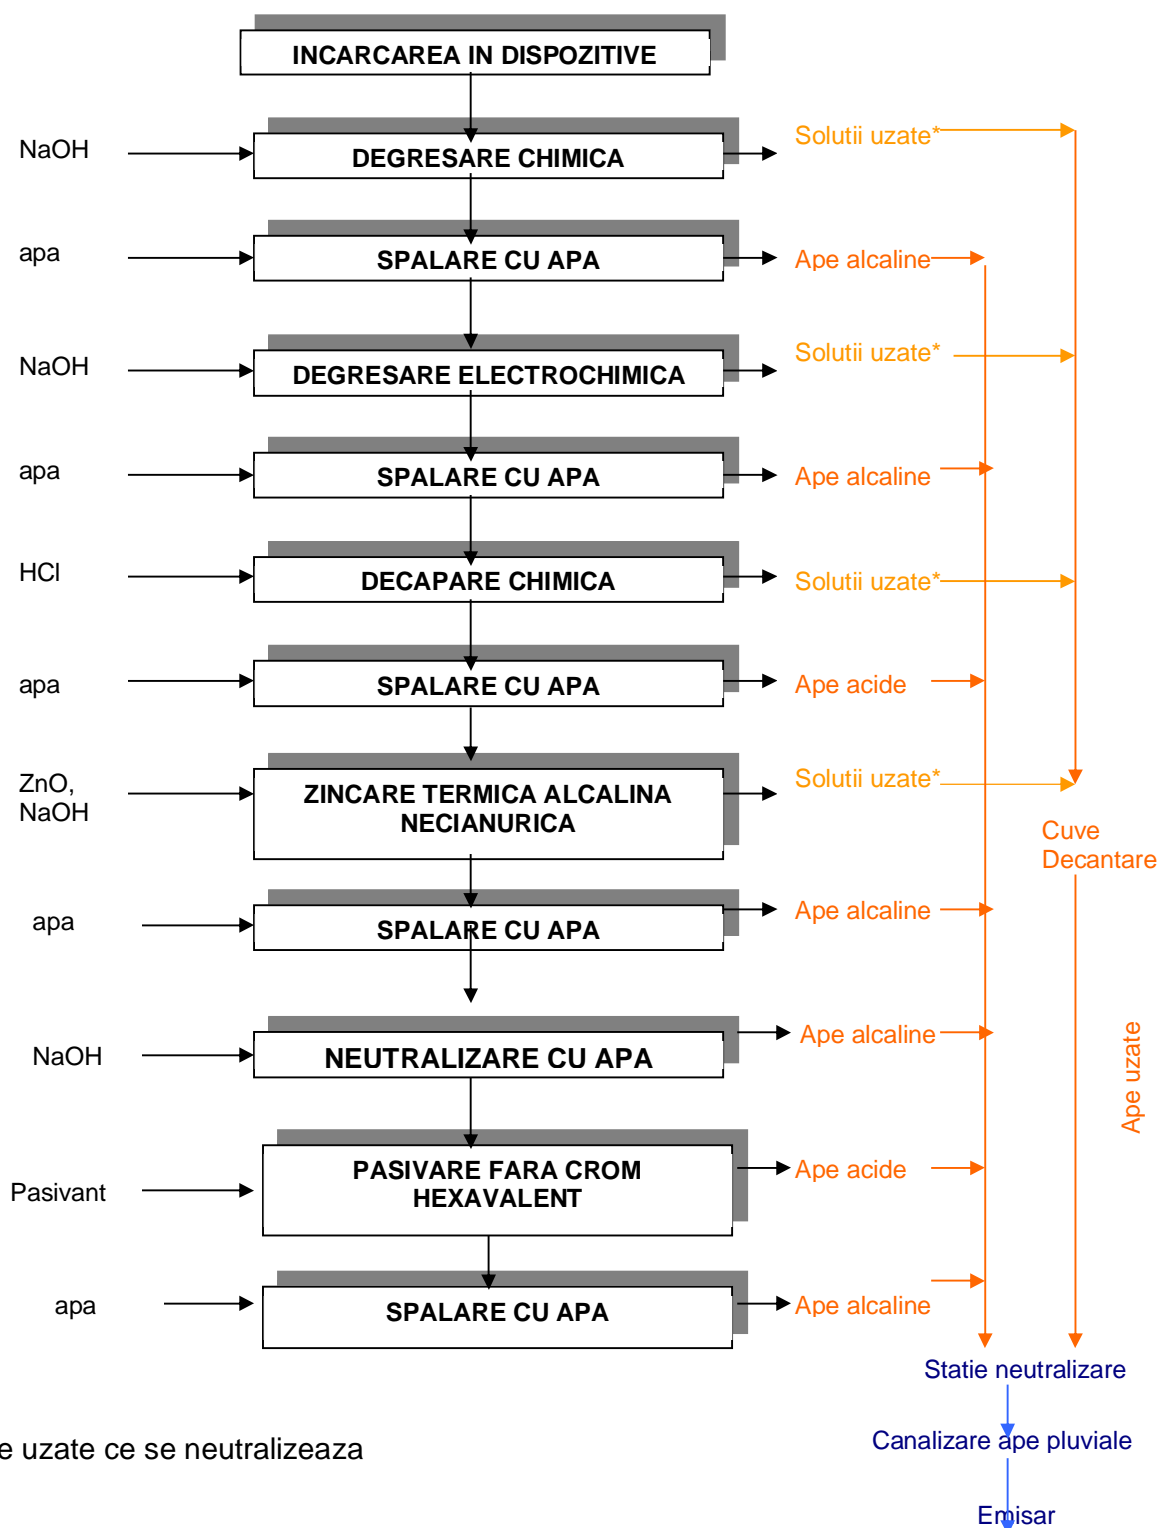 INCARCAREA IN DISPOZITIVE
NaOH
DEGRESARE CHIMICA
Solutii uzate*
apa
SPALARE CU APA
Ape alcaline
NaOH
DEGRESARE ELECTROCHIMICA
Solutii uzate*
apa
SPALARE CU APA
Ape alcaline
HCl
DECAPARE CHIMICA
Solutii uzate*
apa
SPALARE CU APA
Ape acide
ZnO,
NaOH
ZINCARE TERMICA ALCALINA
NECIANURICA
Solutii uzate*
Cuve
Decantare
apa
SPALARE CU APA
Ape alcaline
NaOH
NEUTRALIZARE CU APA
Ape alcaline
Ape uzate
Pasivant
PASIVARE FARA CROM
HEXAVALENT
Ape acide
apa
SPALARE CU APA
Ape alcaline
Statie neutralizare
Canalizare ape pluviale
e uzate ce se neutralizeaza
Emisar